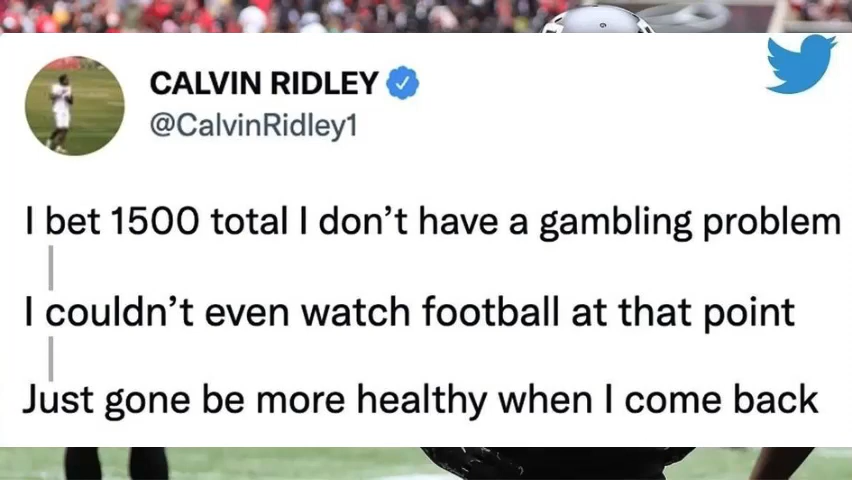 CALVIN RIDLEY
@CalvinRidley1
I bet 1500 total I don’t have a gambling problem
I couldn’t even watch football at that point
Just gone be more healthy when I come back